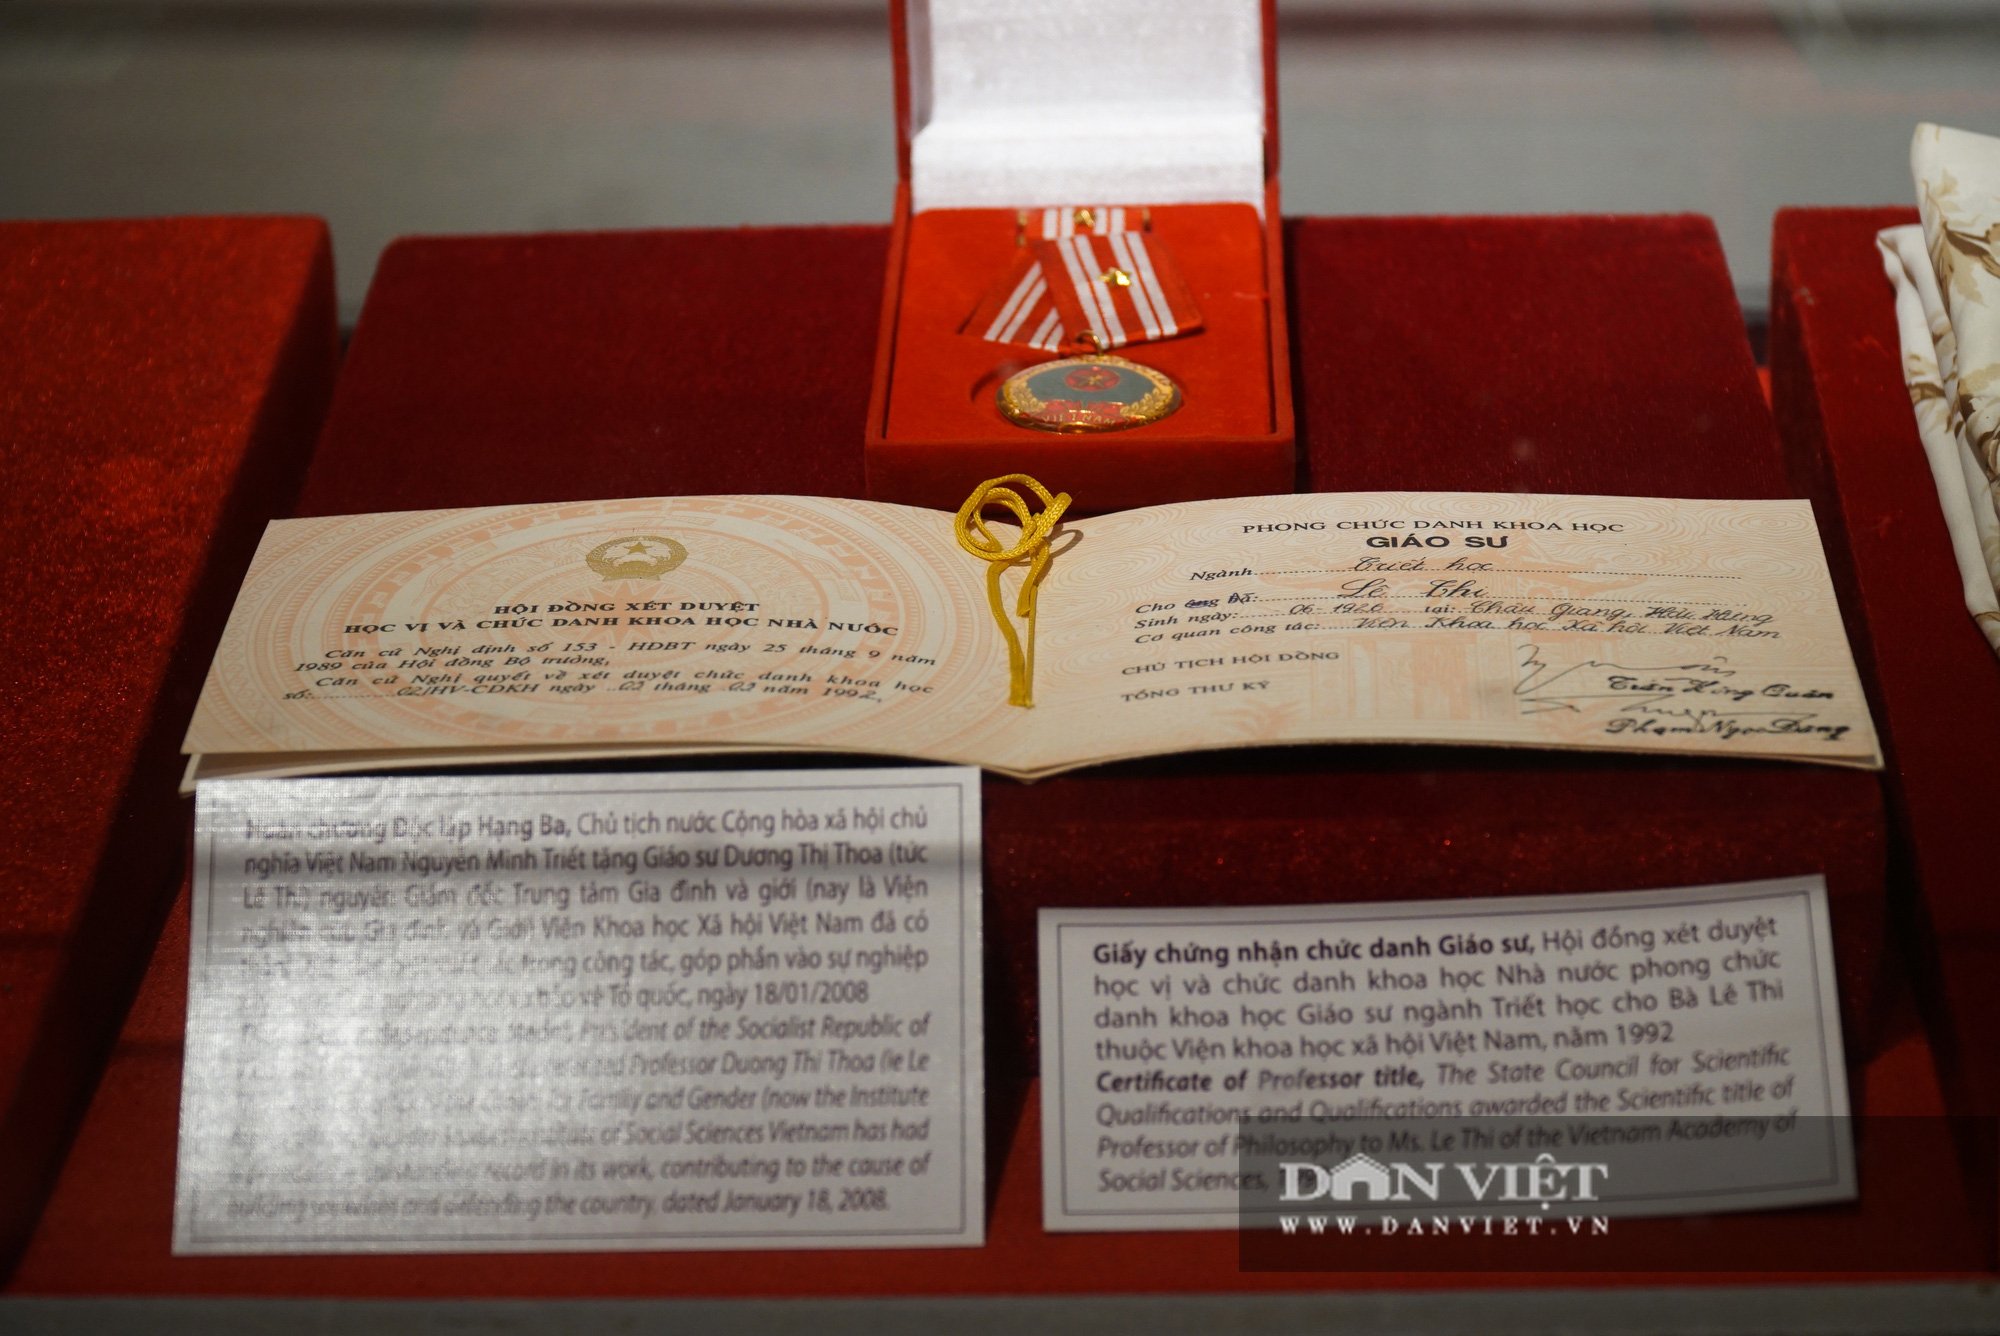 VIỆT NAM
HỘI ĐỒNG XÉT DUYỆT
HỌC VỊ VÀ CHỨC DANH KHOA HỌC NHÀ NƯỚC
Căn cứ Nghị định số 153 - HĐBT ngày 25 tháng 9 năm
1989 của Hội đồng Bộ trưởng,
Căn cứ Nghị quyết về xét duyệt chức danh khoa học
số: 02/HV-CDKH ngày 02 tháng 03 năm 1992,
PHONG CHỨC DANH KHOA HỌC
GIÁO SƯ
Ngành Triết học
Cho ông Bà: Lê Thi
Sinh ngày: 06-1926 tại: Châu Giang, Hải Hưng
Cơ quan công tác: Viện Khoa học Xã hội Việt Nam
CHỦ TỊCH HỘI ĐỒNG
TỔNG THƯ KÝ
Trần Hồng Quân
Phạm Ngọc Đăng
Huân chương Độc lập Hạng Ba, Chủ tịch nước Cộng hòa xã hội chủ
nghĩa Việt Nam Nguyễn Minh Triết tặng Giáo sư Dương Thị Thoa (tức
Lê Thi) nguyên Giám đốc Trung tâm Gia đình và giới (nay là Viện
nghiên cứu Gia đình và Giới) Viện Khoa học Xã hội Việt Nam đã có
trong công tác, góp phần vào sự nghiệp
bảo vệ Tổ quốc, ngày 18/01/2008
President of the Socialist Republic of
Professor Duong Thi Thoa (ie Le
for Family and Gender (now the Institute
of Social Sciences Vietnam has had
outstanding record in its work, contributing to the cause of
building and defending the country. dated January 18, 2008.
Giấy chứng nhận chức danh Giáo sư, Hội đồng xét duyệt
học vị và chức danh khoa học Nhà nước phong chức
danh khoa học Giáo sư ngành Triết học cho Bà Lê Thi
thuộc Viện khoa học xã hội Việt Nam, năm 1992
Certificate of Professor title, The State Council for Scientific
Qualifications and Qualifications awarded the Scientific title of
Professor of Philosophy to Ms. Le Thi of the Vietnam Academy of
Social Sciences,
DÂN VIỆT
WWW.DANVIET.VN